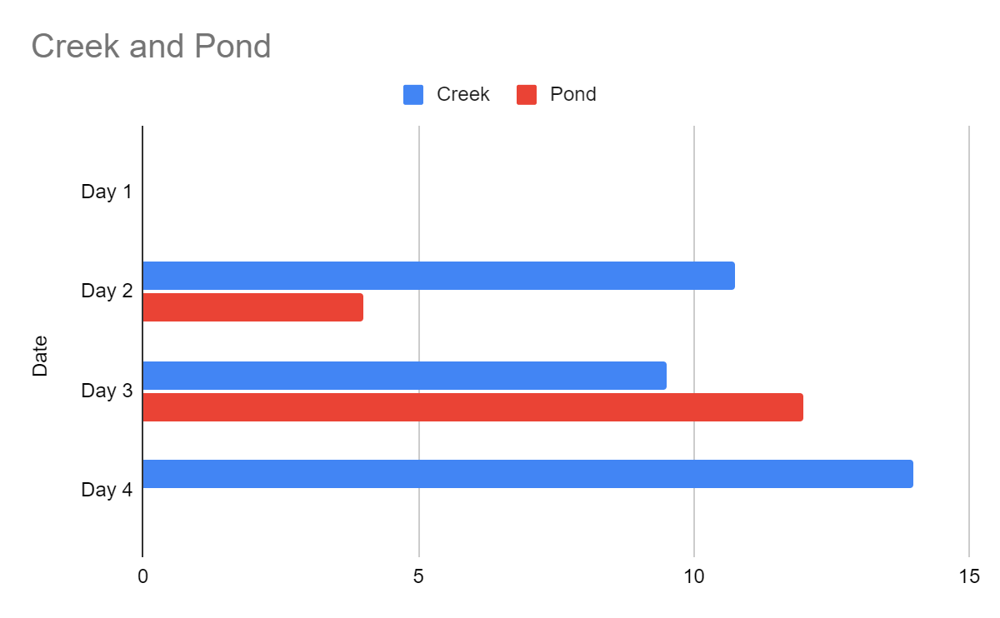 Creek and Pond
Creek Pond
Day 1
Day 2
Day 3
Day 4
Date
0 5 10 15